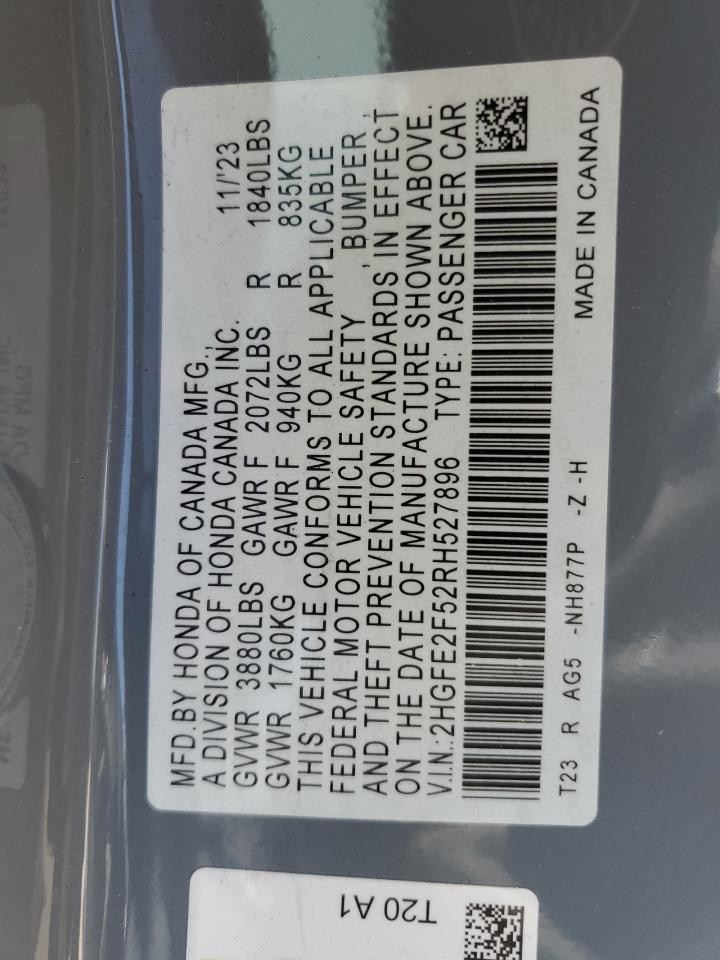 MFD.BY HONDA OF CANADA MFG.,
A DIVISION OF HONDA CANADA INC. 11/'23
GVWR 3880LBS GAWR F 2072LBS R 1840LBS
GVWR 1760KG GAWR F 940KG R 835KG
THIS VEHICLE CONFORMS TO ALL APPLICABLE
FEDERAL MOTOR VEHICLE SAFETY , BUMPER ,
AND THEFT PREVENTION STANDARDS IN EFFECT
ON THE DATE OF MANUFACTURE SHOWN ABOVE.
V.I.N.:2HGFE2F52RH527896 TYPE: PASSENGER CAR
T23 R AG5 -NH877P -Z -H MADE IN CANADA
T20 A1